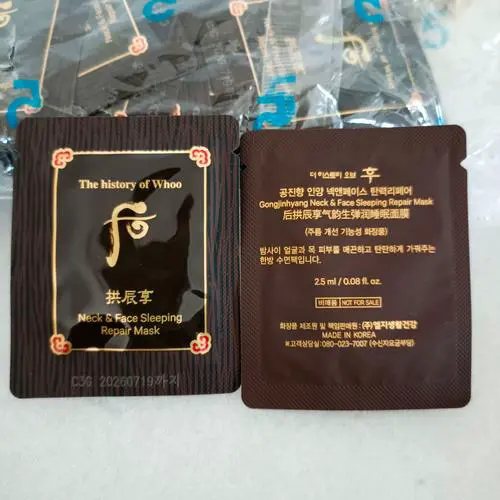 The history of Whoo
后
拱辰享
Neck & Face Sleeping
Repair Mask
C3G 20260719까지
더 히스토리 오브 후
공진향 인양 넥앤페이스 탄력리페어
Gongjinhyang Neck & Face Sleeping Repair Mask
后拱辰享气韵生弹润睡眠面膜
(주름 개선 기능성 화장품)
밤사이 얼굴과 목 피부를 매끈하고 탄탄하게 가꿔주는
한방 수면팩입니다.
2.5 ml / 0.08 fl. oz.
비매품 NOT FOR SALE
화장품 제조원 및 책임판매원 : (주)엘지생활건강
MADE IN KOREA
※고객상담실: 080-023-7007 (수신자요금부담)